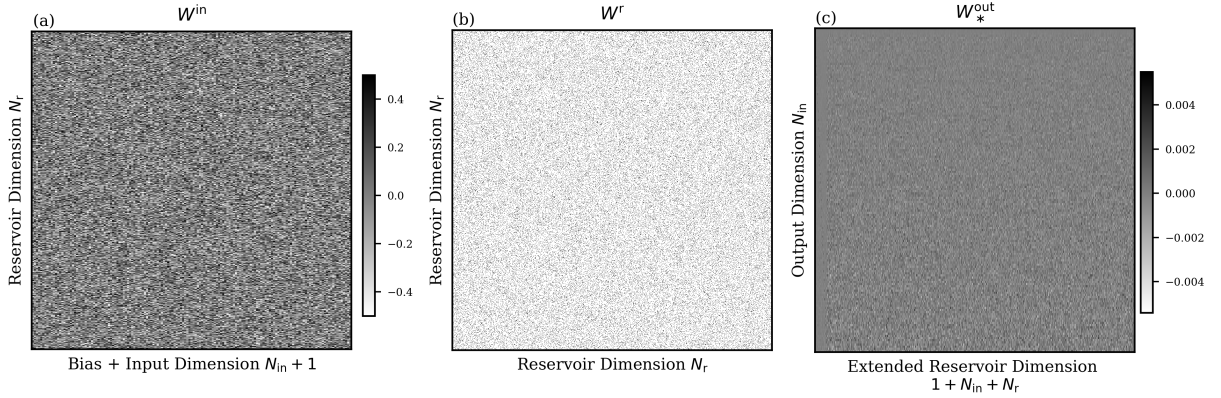 (a)
W^in
Reservoir Dimension N_r
Bias + Input Dimension N_in + 1
0.4
0.2
0.0
−0.2
−0.4
(b)
W^r
Reservoir Dimension N_r
Reservoir Dimension N_r
(c)
W_*^out
Output Dimension N_in
Extended Reservoir Dimension
1 + N_in + N_r
0.004
0.002
0.000
−0.002
−0.004